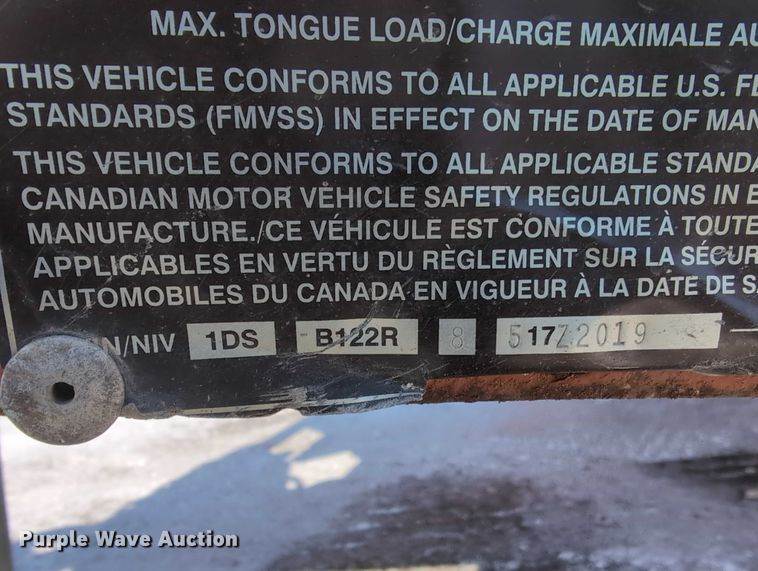 MAX. TONGUE LOAD/CHARGE MAXIMALE AU
THIS VEHICLE CONFORMS TO ALL APPLICABLE U.S. FE
STANDARDS (FMVSS) IN EFFECT ON THE DATE OF MAN
THIS VEHICLE CONFORMS TO ALL APPLICABLE STANDA
CANADIAN MOTOR VEHICLE SAFETY REGULATIONS IN E
MANUFACTURE./CE VÉHICULE EST CONFORME À TOUTE
APPLICABLES EN VERTU DU RÈGLEMENT SUR LA SÉCUR
AUTOMOBILES DU CANADA EN VIGUEUR À LA DATE DE S
IN/NIV 1DS B122R 8 517Z2019
Purple Wave Auction